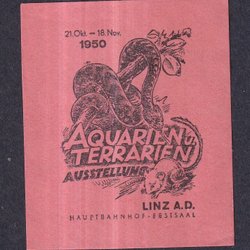 21. Okt. — 18. Nov.
1950
AQUARIEN U.
TERRARIEN
AUSSTELLUNG
LINZ A.D.
HAUPTBAHNHOF-FESTSAAL